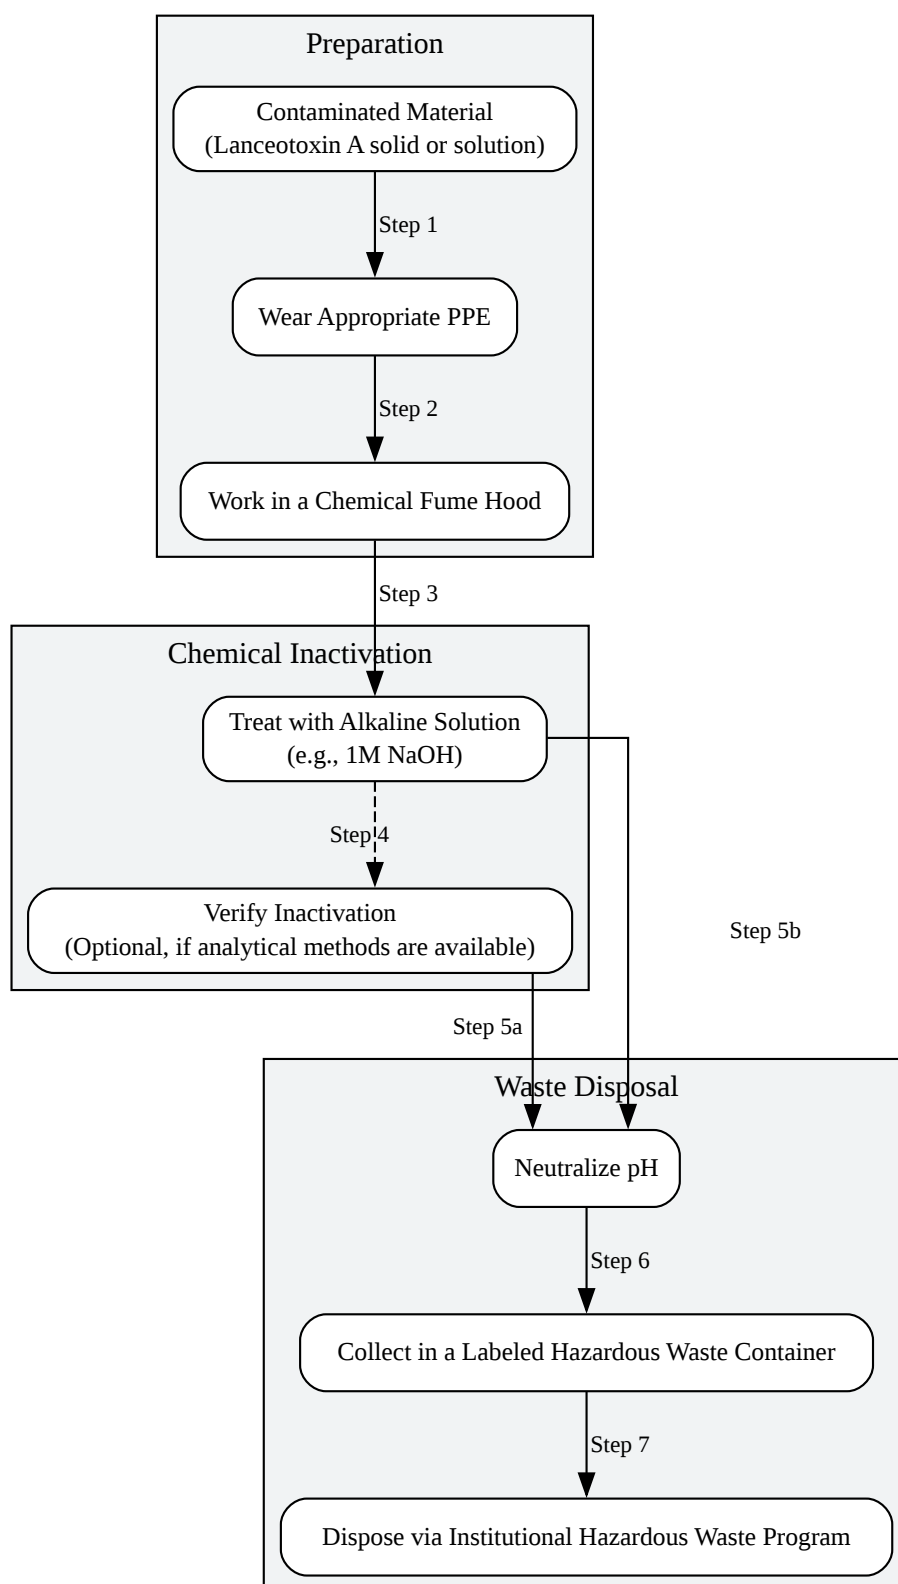 Preparation
Contaminated Material
(Lanceotoxin A solid or solution)
Step 1
Wear Appropriate PPE
Step 2
Work in a Chemical Fume Hood
Step 3
Chemical Inactivation
Treat with Alkaline Solution
(e.g., 1M NaOH)
Step 4
Verify Inactivation
(Optional, if analytical methods are available)
Step 5b
Step 5a
Waste Disposal
Neutralize pH
Step 6
Collect in a Labeled Hazardous Waste Container
Step 7
Dispose via Institutional Hazardous Waste Program